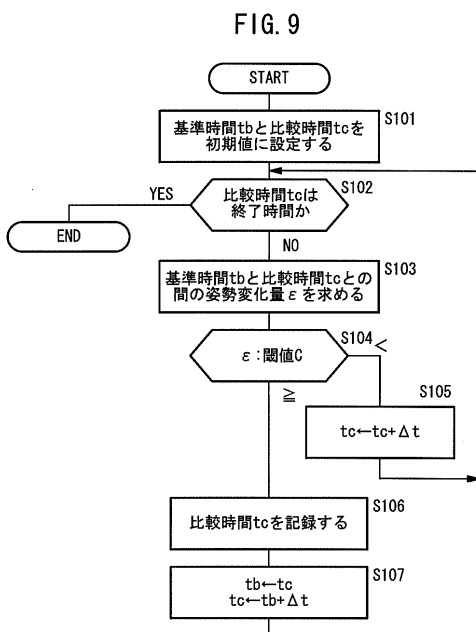 FIG. 9
START
基準時間tbと比較時間tcを
初期値に設定する
S101
比較時間tcは
終了時間か
S102
YES
END
NO
基準時間tbと比較時間tcとの
間の姿勢変化量εを求める
S103
ε:閾値C
S104
<
≧
tc←tc+Δt
S105
比較時間tcを記録する
S106
tb←tc
tc←tb+Δt
S107